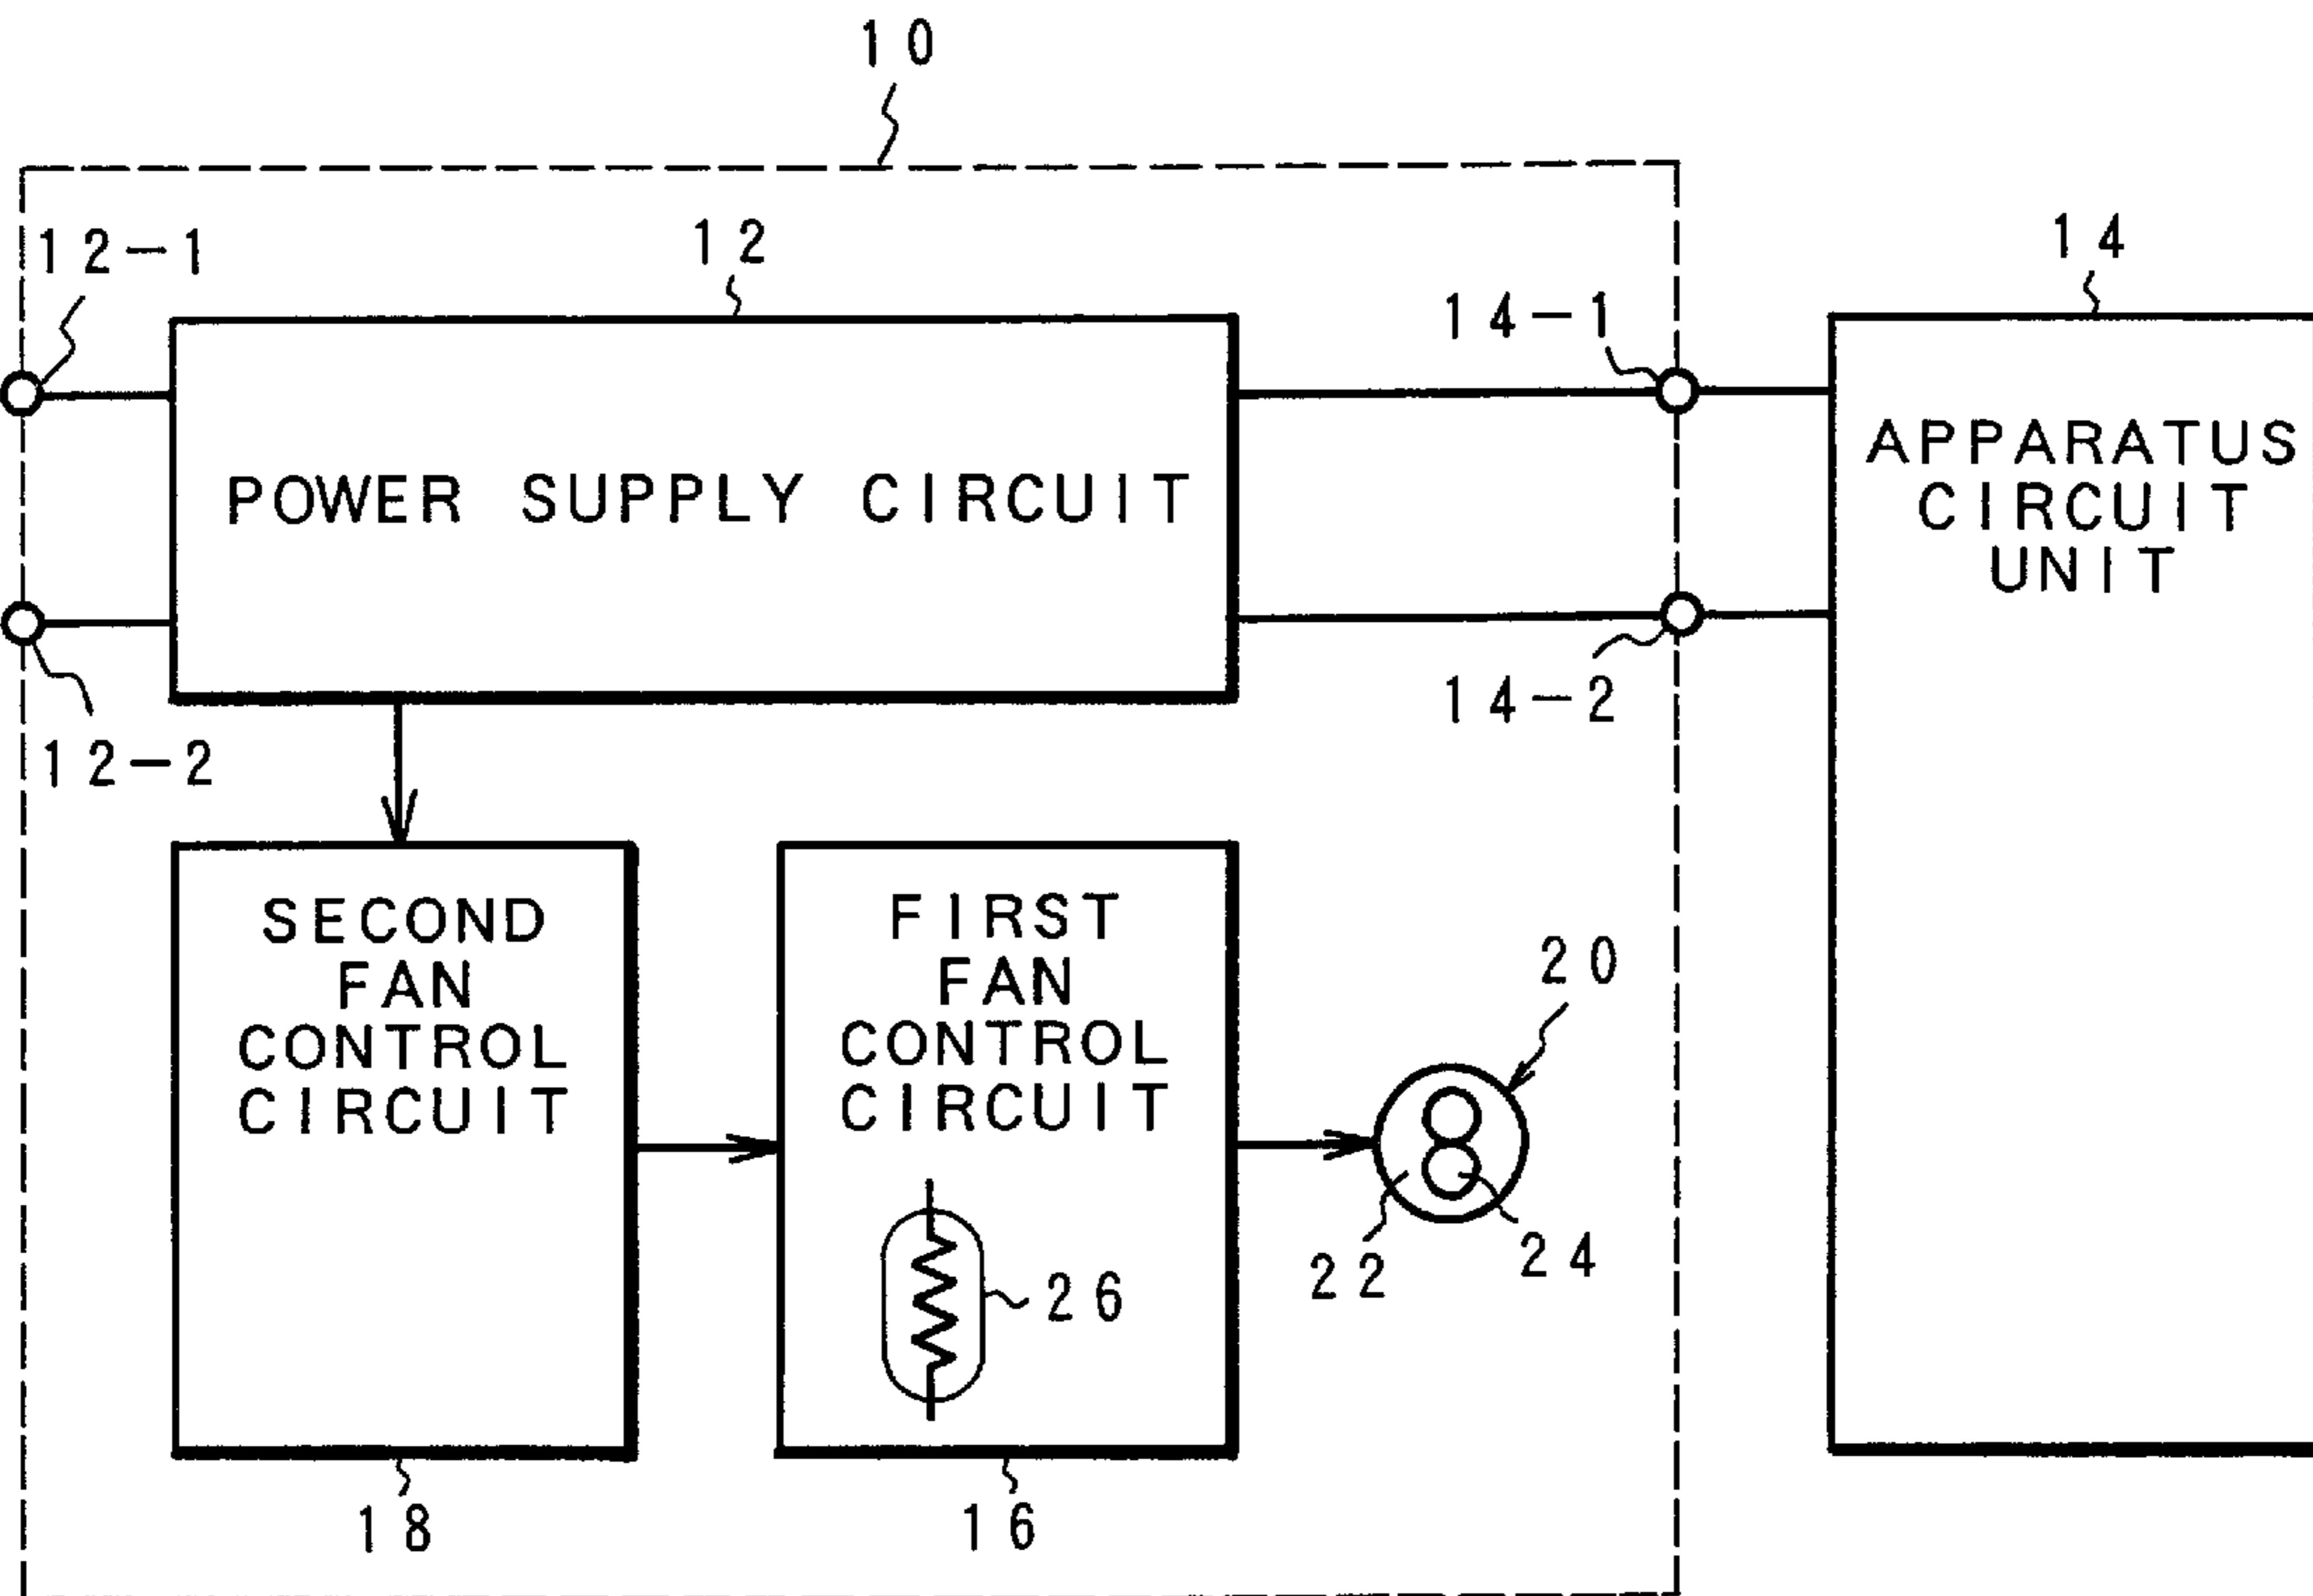 10
12-1
12
14
14-1
POWER SUPPLY CIRCUIT
APPARATUS
CIRCUIT
UNIT
14-2
12-2
SECOND
FAN
CONTROL
CIRCUIT
FIRST
FAN
CONTROL
CIRCUIT
20
22
24
26
18
16